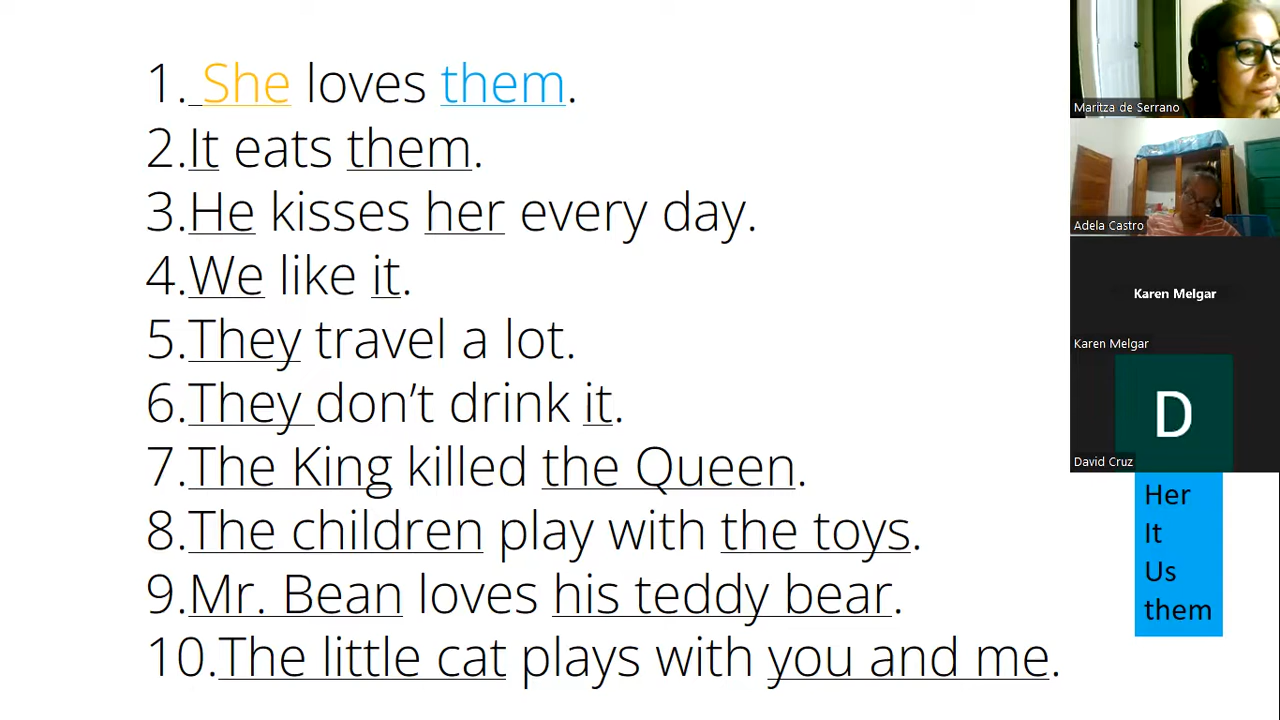 1. She loves them.
2.It eats them.
3.He kisses her every day.
4.We like it.
5.They travel a lot.
6.They don't drink it.
7.The King killed the Queen.
8.The children play with the toys.
9.Mr. Bean loves his teddy bear.
10.The little cat plays with you and me.
Maritza de Serrano
Adela Castro
Karen Melgar
Karen Melgar
D
David Cruz
Her
It
Us
them